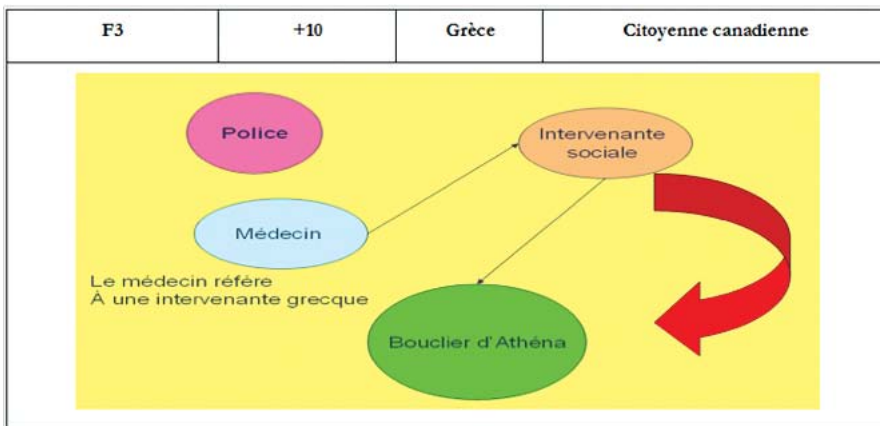 F3 +10 Grèce Citoyenne canadienne
Police
Intervenante
sociale
Médecin
Le médecin réfère
À une intervenante grecque
Bouclier d'Athéna